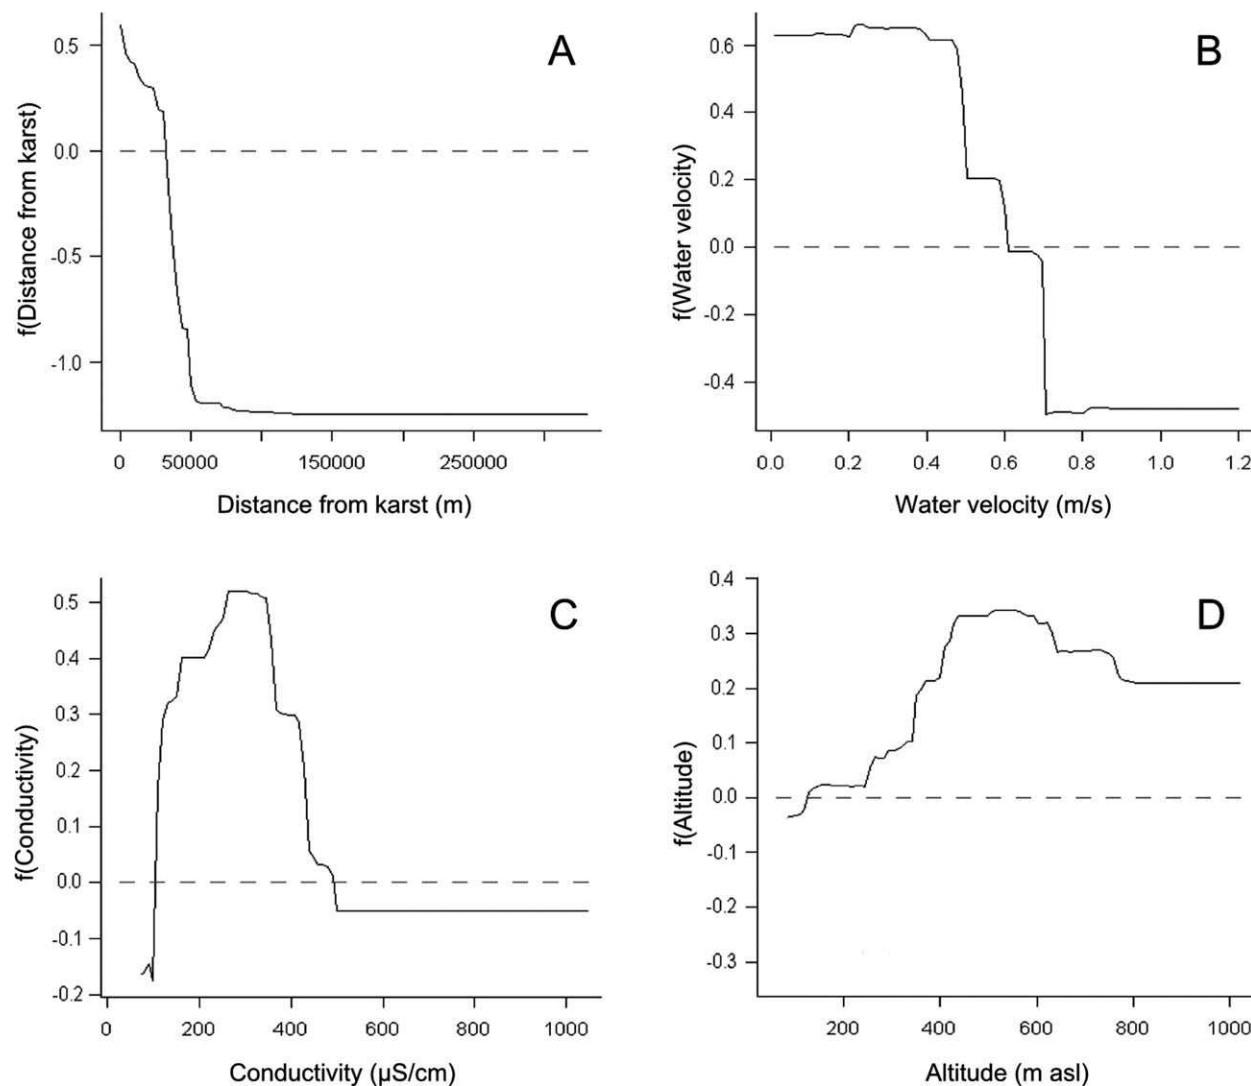 A
f(Distance from karst)
0.5
0.0
-0.5
-1.0
0 50000 150000 250000
Distance from karst (m)
B
f(Water velocity)
0.6
0.4
0.2
0.0
-0.2
-0.4
0.0 0.2 0.4 0.6 0.8 1.0 1.2
Water velocity (m/s)
C
f(Conductivity)
0.5
0.4
0.3
0.2
0.1
0.0
-0.1
-0.2
0 200 400 600 800 1000
Conductivity (µS/cm)
D
f(Altitude)
0.4
0.3
0.2
0.1
0.0
-0.1
-0.2
-0.3
200 400 600 800 1000
Altitude (m asl)